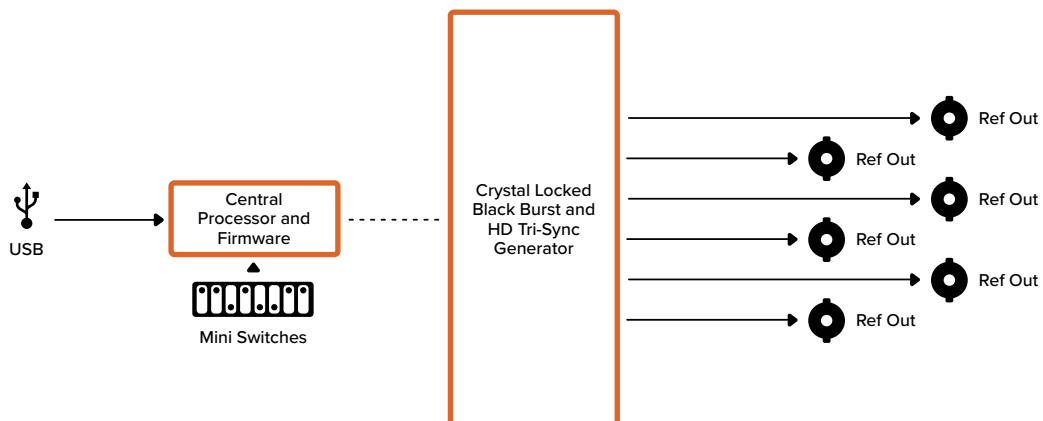 USB
Central
Processor and
Firmware
Mini Switches
Crystal Locked
Black Burst and
HD Tri-Sync
Generator
Ref Out
Ref Out
Ref Out
Ref Out
Ref Out
Ref Out